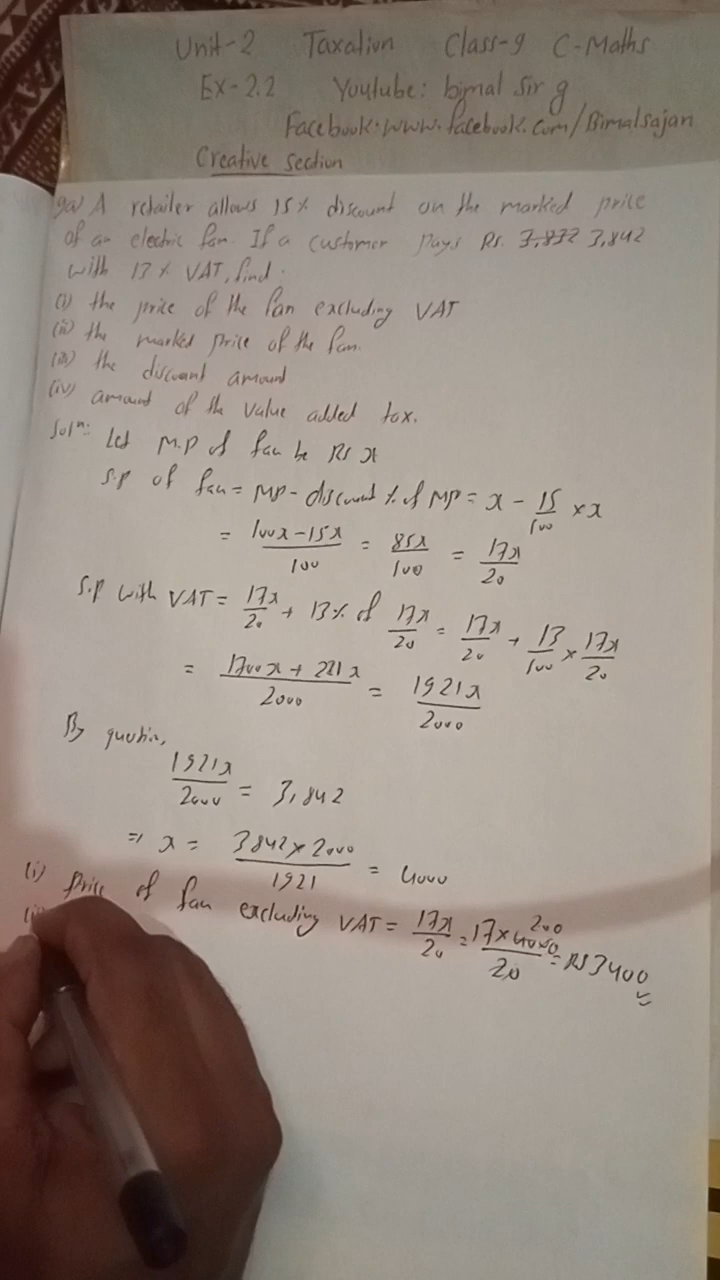 Unit-2 Taxation Class-9 C-Maths
Ex-2.2 Youtube: bimal sir g
Facebook: www.facebook.com/Bimalsajan
Creative section
9a) A retailer allows 15% discount on the marked price
of an electric fan. If a customer pays Rs. 3,842
with 13% VAT, find.
(i) the price of the fan excluding VAT
(ii) the marked price of the fan.
(iii) the discount amount
(iv) amount of the value added tax.
Solⁿ: Let M.P of fan be Rs x
S.P of fan = MP - discount % of MP = x - 15/100 × x
= 100x-15x/100 = 85x/100 = 17x/20
S.P with VAT = 17x/20 + 13% of 17x/20 = 17x/20 + 13/100 × 17x/20
= 1700x + 221x/2000 = 1921x/2000
By question,
1921x/2000 = 3,842
⇒ x = 3842×2000/1921 = 4000
(i) Price of fan excluding VAT = 17x/20 = 17×4000/20 = Rs 3400
200